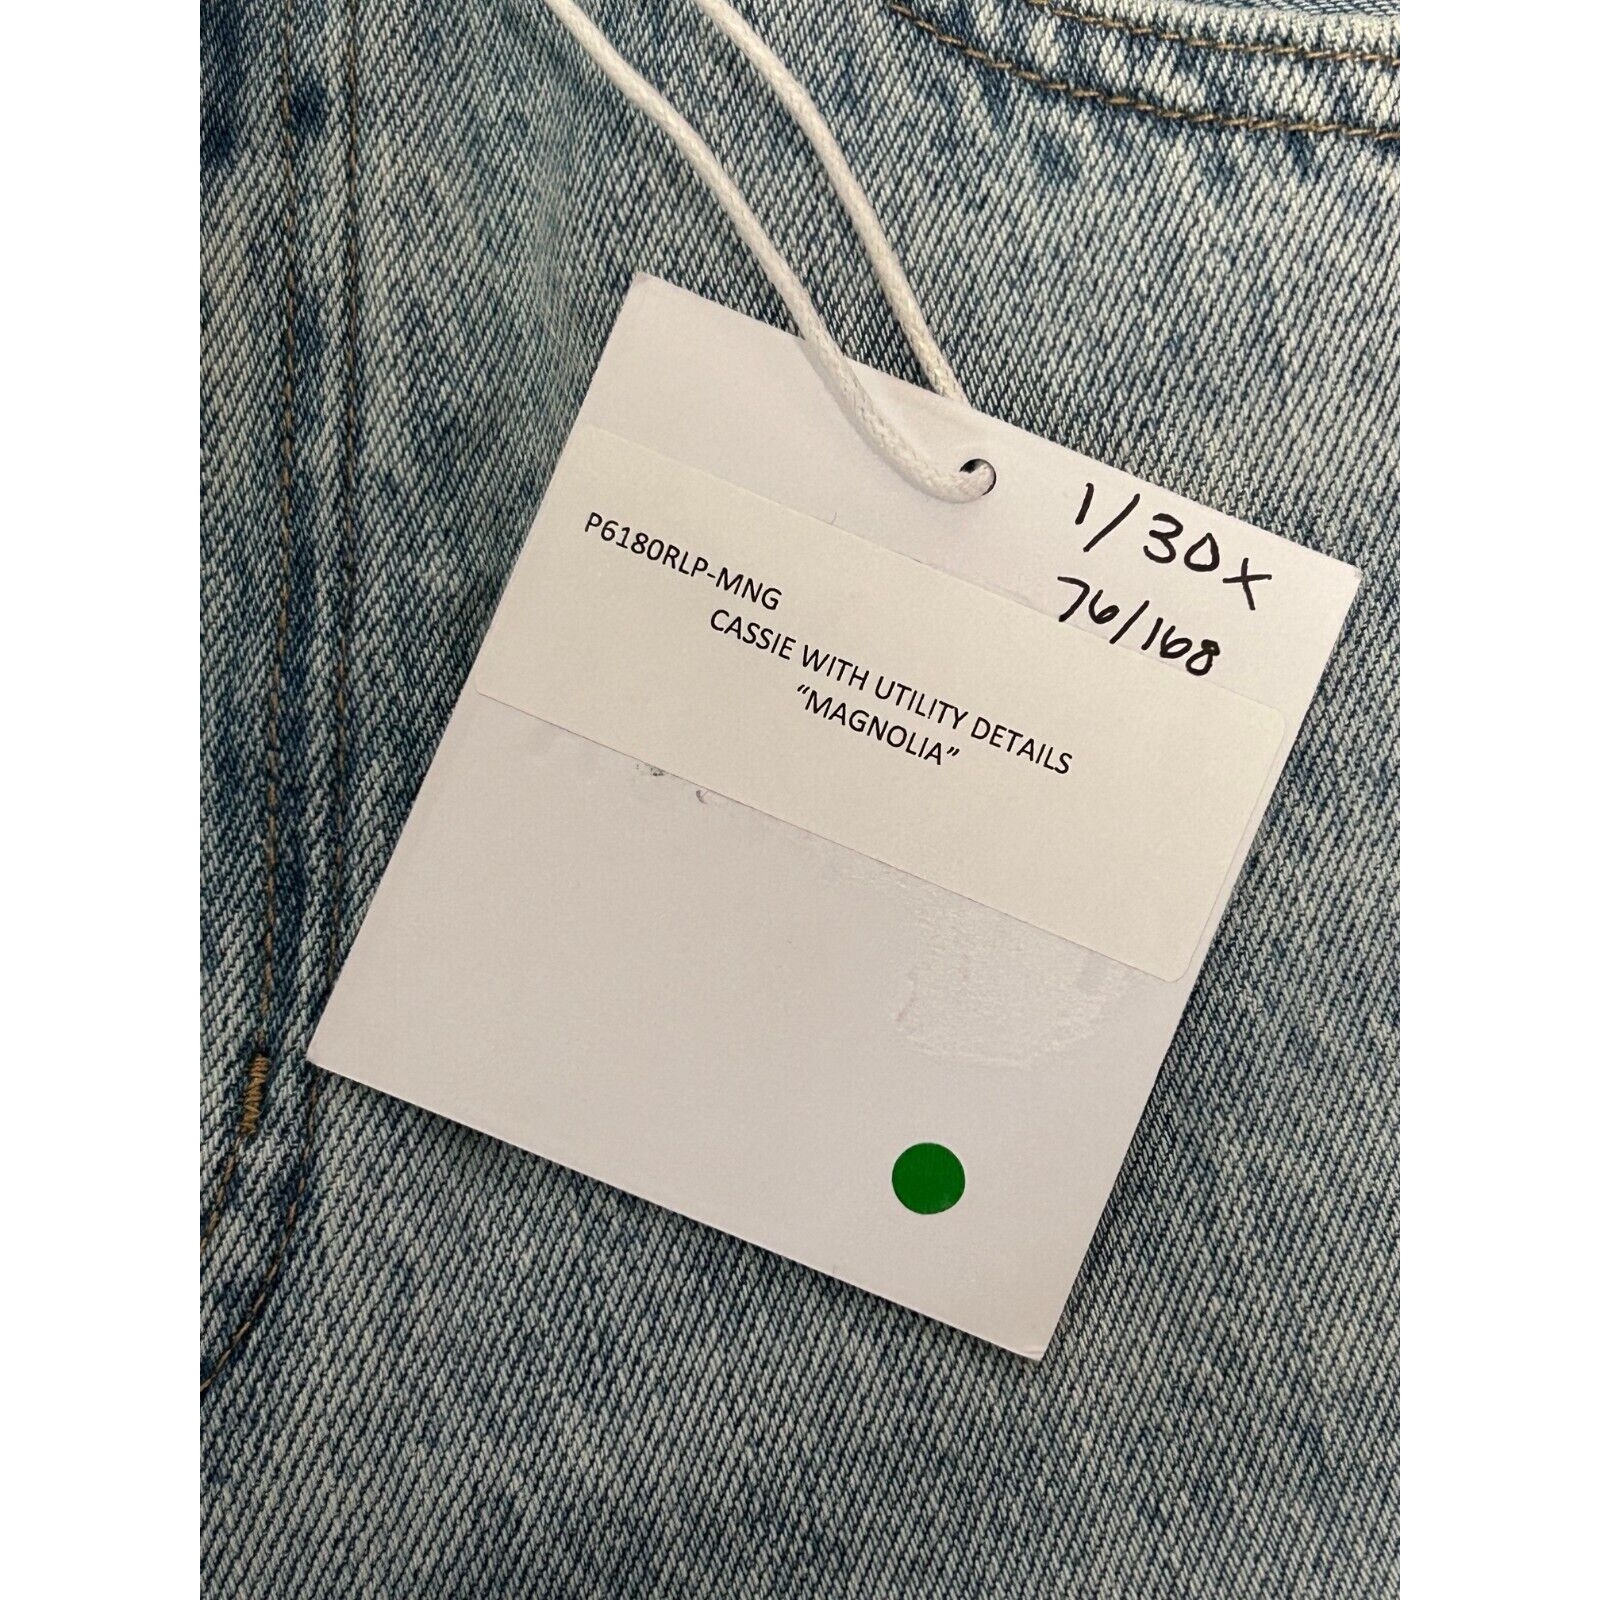 1/30x
76/168
P6180RLP-MNG
CASSIE WITH UTILITY DETAILS
“MAGNOLIA”